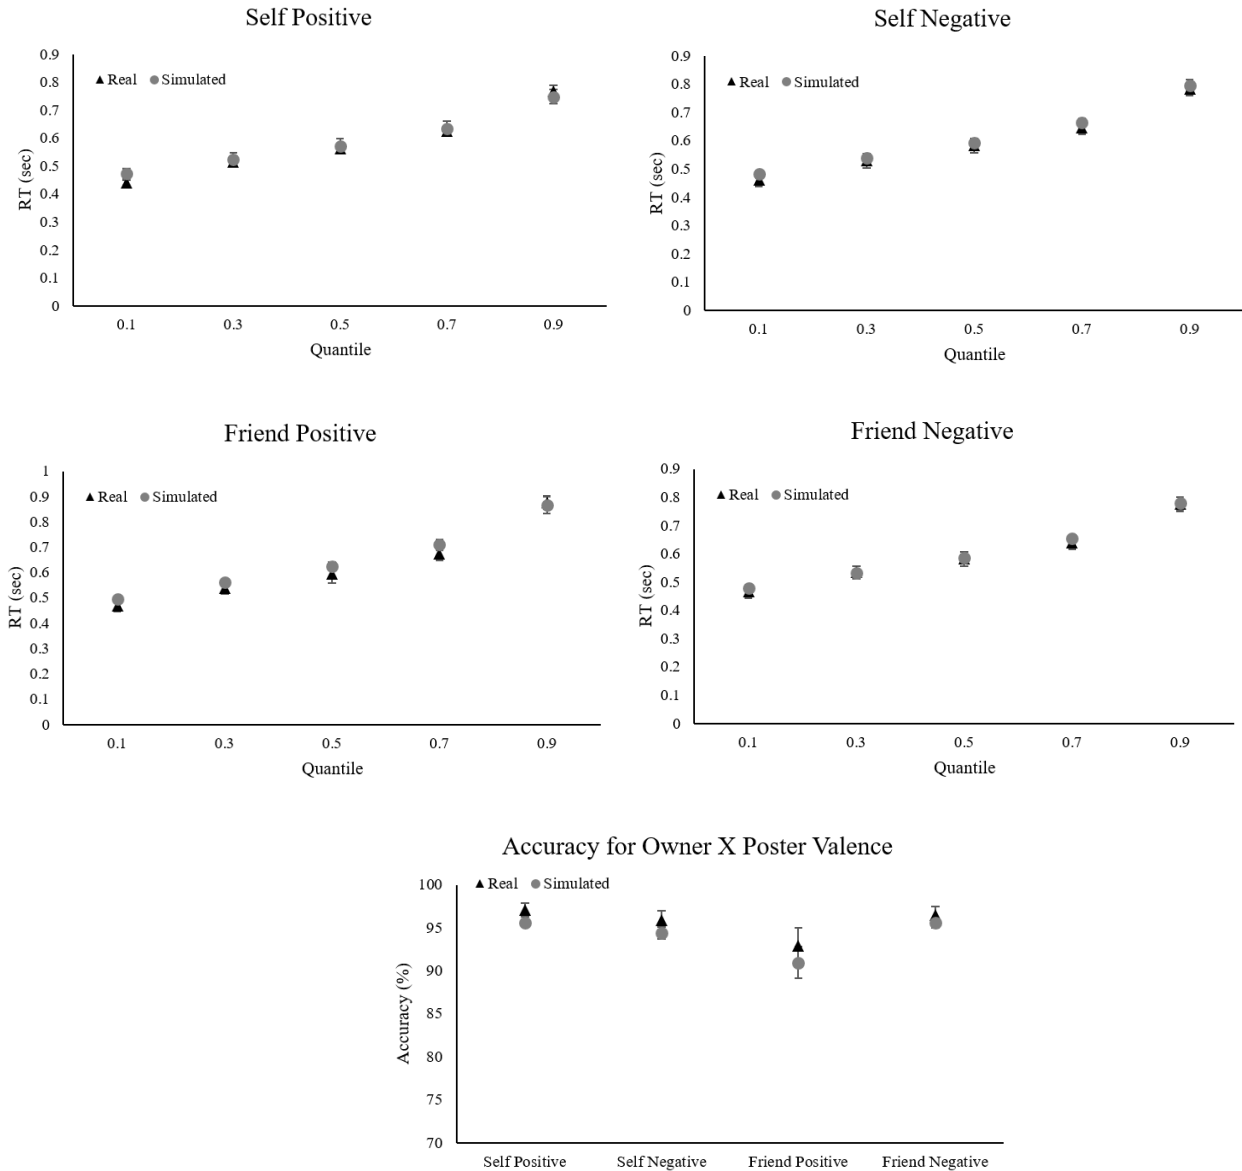 Self Positive
Real Simulated
RT (sec)
0.9
0.8
0.7
0.6
0.5
0.4
0.3
0.2
0.1
0
0.1 0.3 0.5 0.7 0.9
Quantile
Self Negative
Real Simulated
RT (sec)
0.9
0.8
0.7
0.6
0.5
0.4
0.3
0.2
0.1
0
0.1 0.3 0.5 0.7 0.9
Quantile
Friend Positive
Real Simulated
RT (sec)
1
0.9
0.8
0.7
0.6
0.5
0.4
0.3
0.2
0.1
0
0.1 0.3 0.5 0.7 0.9
Quantile
Friend Negative
Real Simulated
RT (sec)
0.9
0.8
0.7
0.6
0.5
0.4
0.3
0.2
0.1
0
0.1 0.3 0.5 0.7 0.9
Quantile
Accuracy for Owner X Poster Valence
Real Simulated
Accuracy (%)
100
95
90
85
80
75
70
Self Positive Self Negative Friend Positive Friend Negative